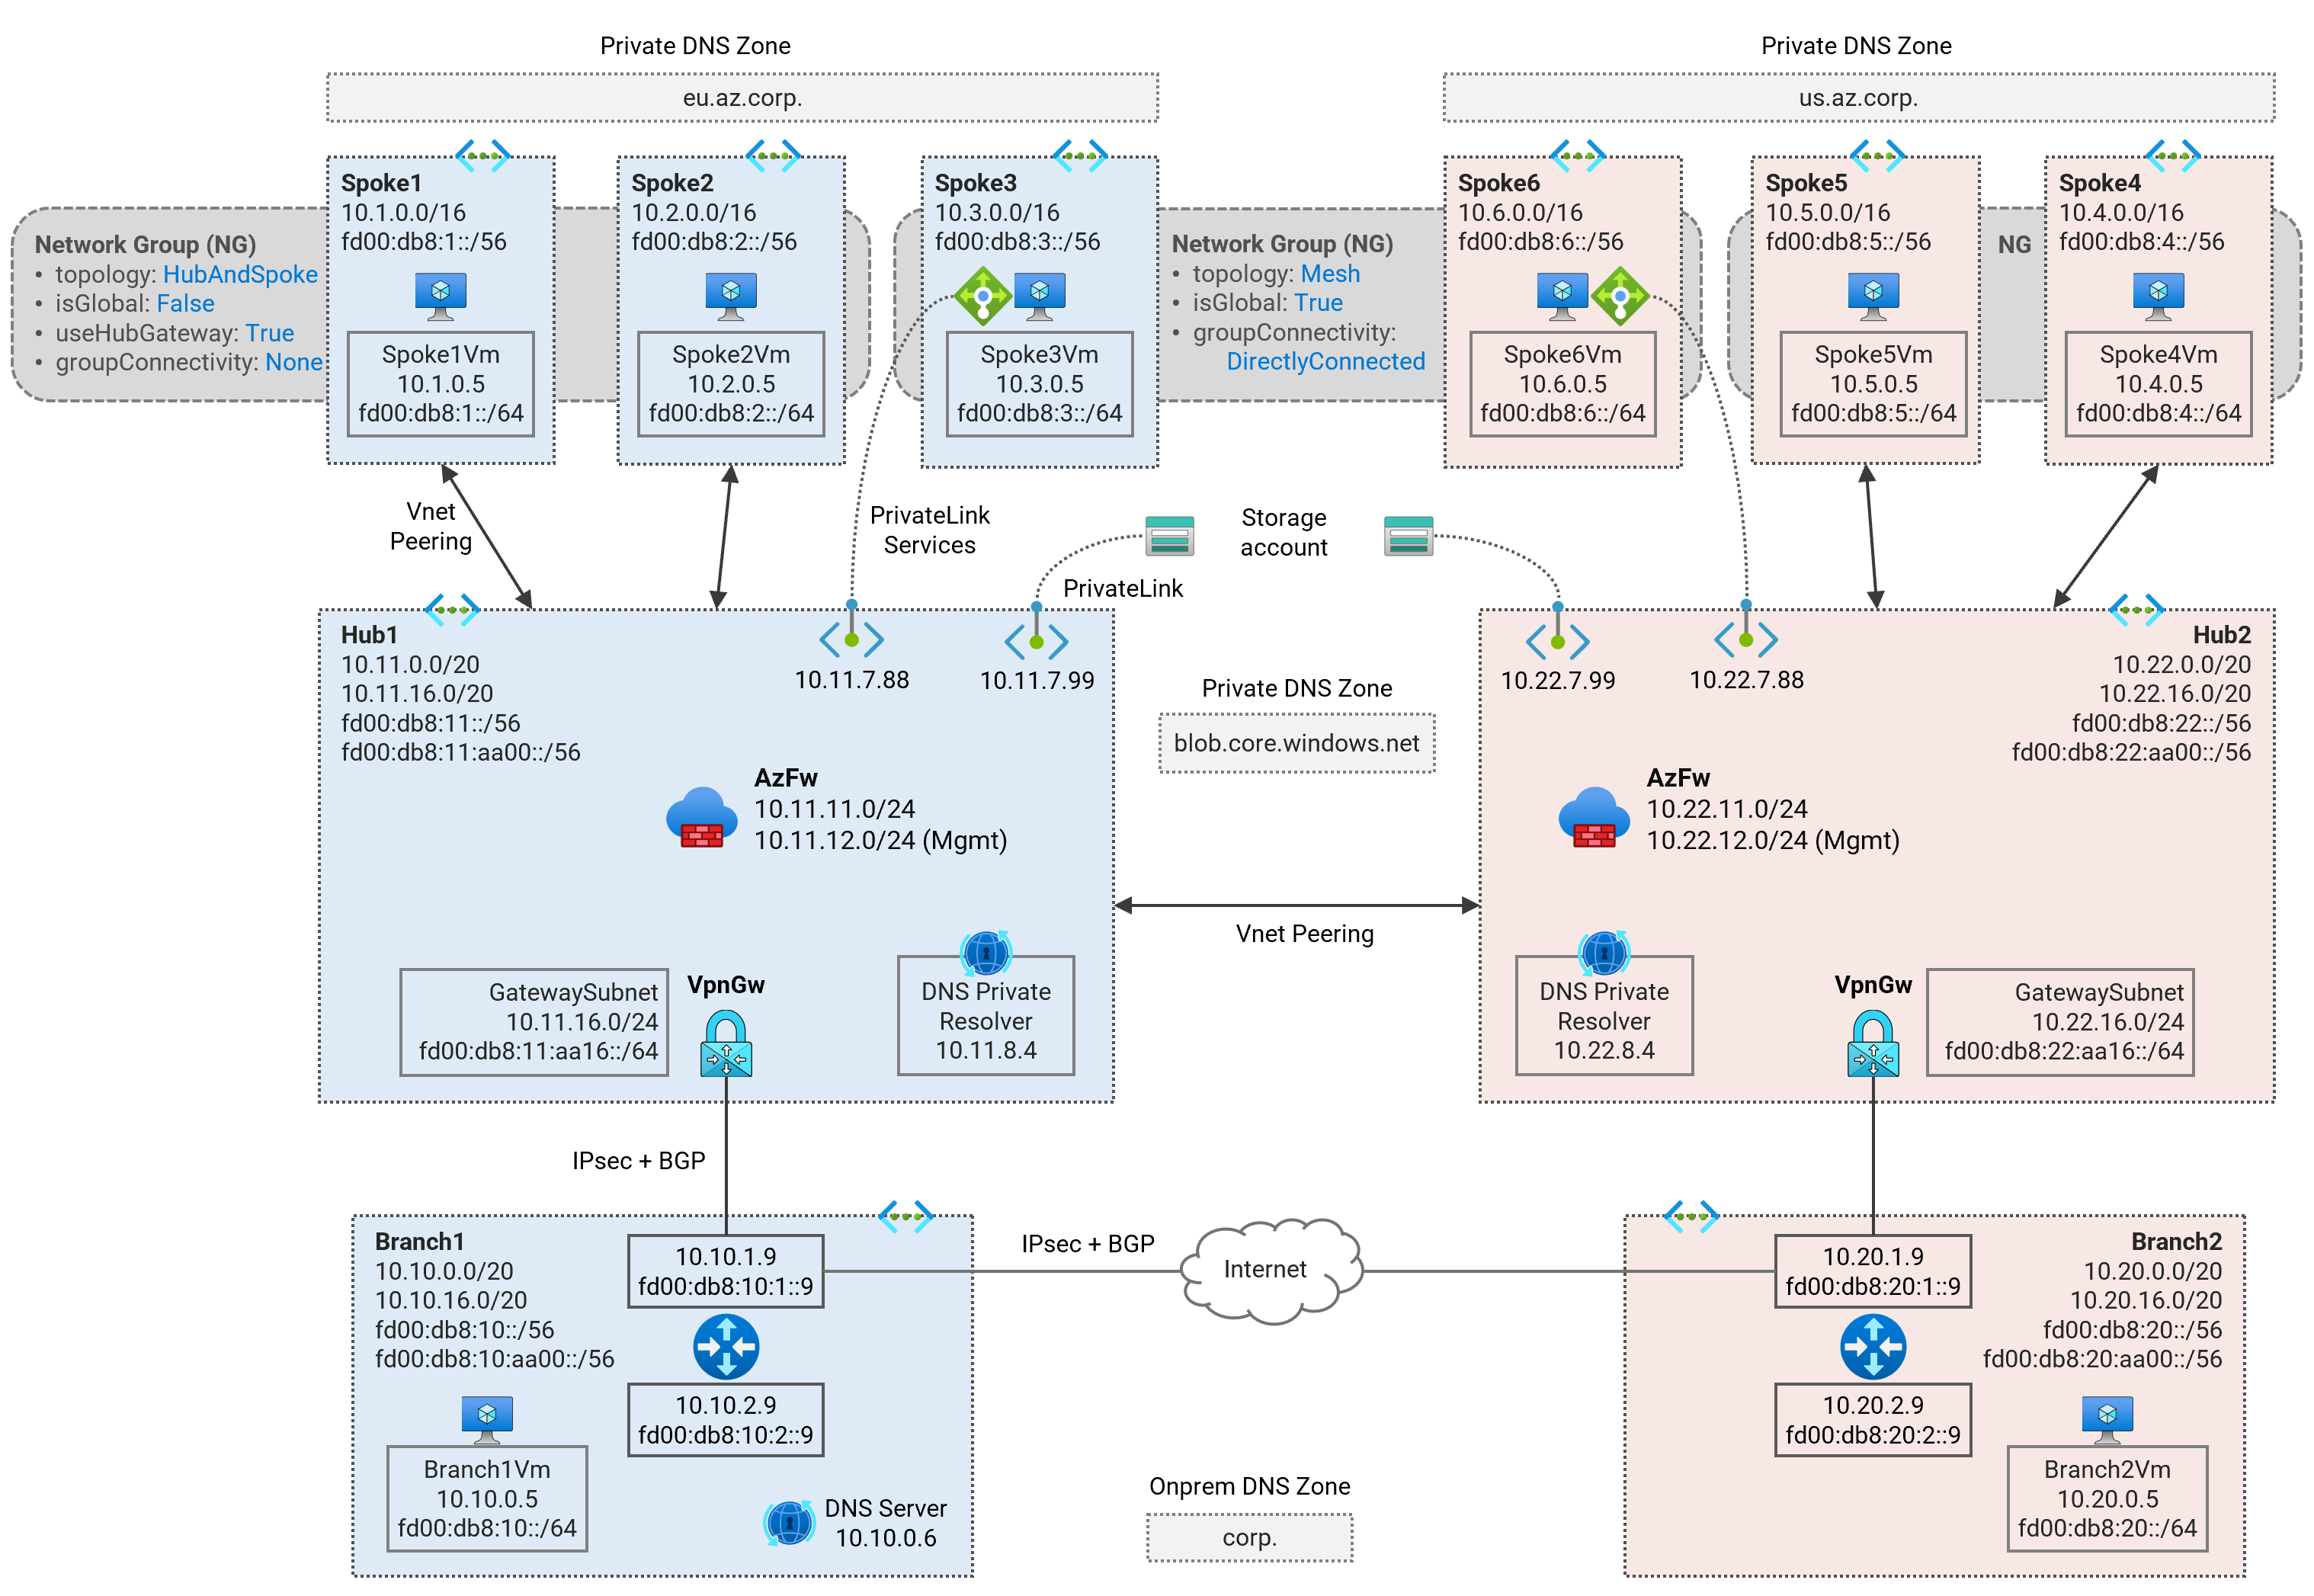 Private DNS Zone
eu.az.corp.
Private DNS Zone
us.az.corp.
Network Group (NG)
• topology: HubAndSpoke
• isGlobal: False
• useHubGateway: True
• groupConnectivity: None
Spoke1
10.1.0.0/16
fd00:db8:1::/56
Spoke1Vm
10.1.0.5
fd00:db8:1::/64
Spoke2
10.2.0.0/16
fd00:db8:2::/56
Spoke2Vm
10.2.0.5
fd00:db8:2::/64
Spoke3
10.3.0.0/16
fd00:db8:3::/56
Spoke3Vm
10.3.0.5
fd00:db8:3::/64
Network Group (NG)
• topology: Mesh
• isGlobal: True
• groupConnectivity:
DirectlyConnected
Spoke6
10.6.0.0/16
fd00:db8:6::/56
Spoke6Vm
10.6.0.5
fd00:db8:6::/64
Spoke5
10.5.0.0/16
fd00:db8:5::/56
Spoke5Vm
10.5.0.5
fd00:db8:5::/64
NG
Spoke4
10.4.0.0/16
fd00:db8:4::/56
Spoke4Vm
10.4.0.5
fd00:db8:4::/64
Vnet
Peering
PrivateLink
Services
Storage
account
PrivateLink
Hub1
10.11.0.0/20
10.11.16.0/20
fd00:db8:11::/56
fd00:db8:11:aa00::/56
10.11.7.88
10.11.7.99
AzFw
10.11.11.0/24
10.11.12.0/24 (Mgmt)
GatewaySubnet
10.11.16.0/24
fd00:db8:11:aa16::/64
VpnGw
DNS Private
Resolver
10.11.8.4
Private DNS Zone
blob.core.windows.net
Vnet Peering
10.22.7.99
10.22.7.88
Hub2
10.22.0.0/20
10.22.16.0/20
fd00:db8:22::/56
fd00:db8:22:aa00::/56
AzFw
10.22.11.0/24
10.22.12.0/24 (Mgmt)
DNS Private
Resolver
10.22.8.4
VpnGw
GatewaySubnet
10.22.16.0/24
fd00:db8:22:aa16::/64
IPsec + BGP
Branch1
10.10.0.0/20
10.10.16.0/20
fd00:db8:10::/56
fd00:db8:10:aa00::/56
10.10.1.9
fd00:db8:10:1::9
10.10.2.9
fd00:db8:10:2::9
Branch1Vm
10.10.0.5
fd00:db8:10::/64
DNS Server
10.10.0.6
IPsec + BGP
Internet
Onprem DNS Zone
corp.
10.20.1.9
fd00:db8:20:1::9
10.20.2.9
fd00:db8:20:2::9
Branch2
10.20.0.0/20
10.20.16.0/20
fd00:db8:20::/56
fd00:db8:20:aa00::/56
Branch2Vm
10.20.0.5
fd00:db8:20::/64